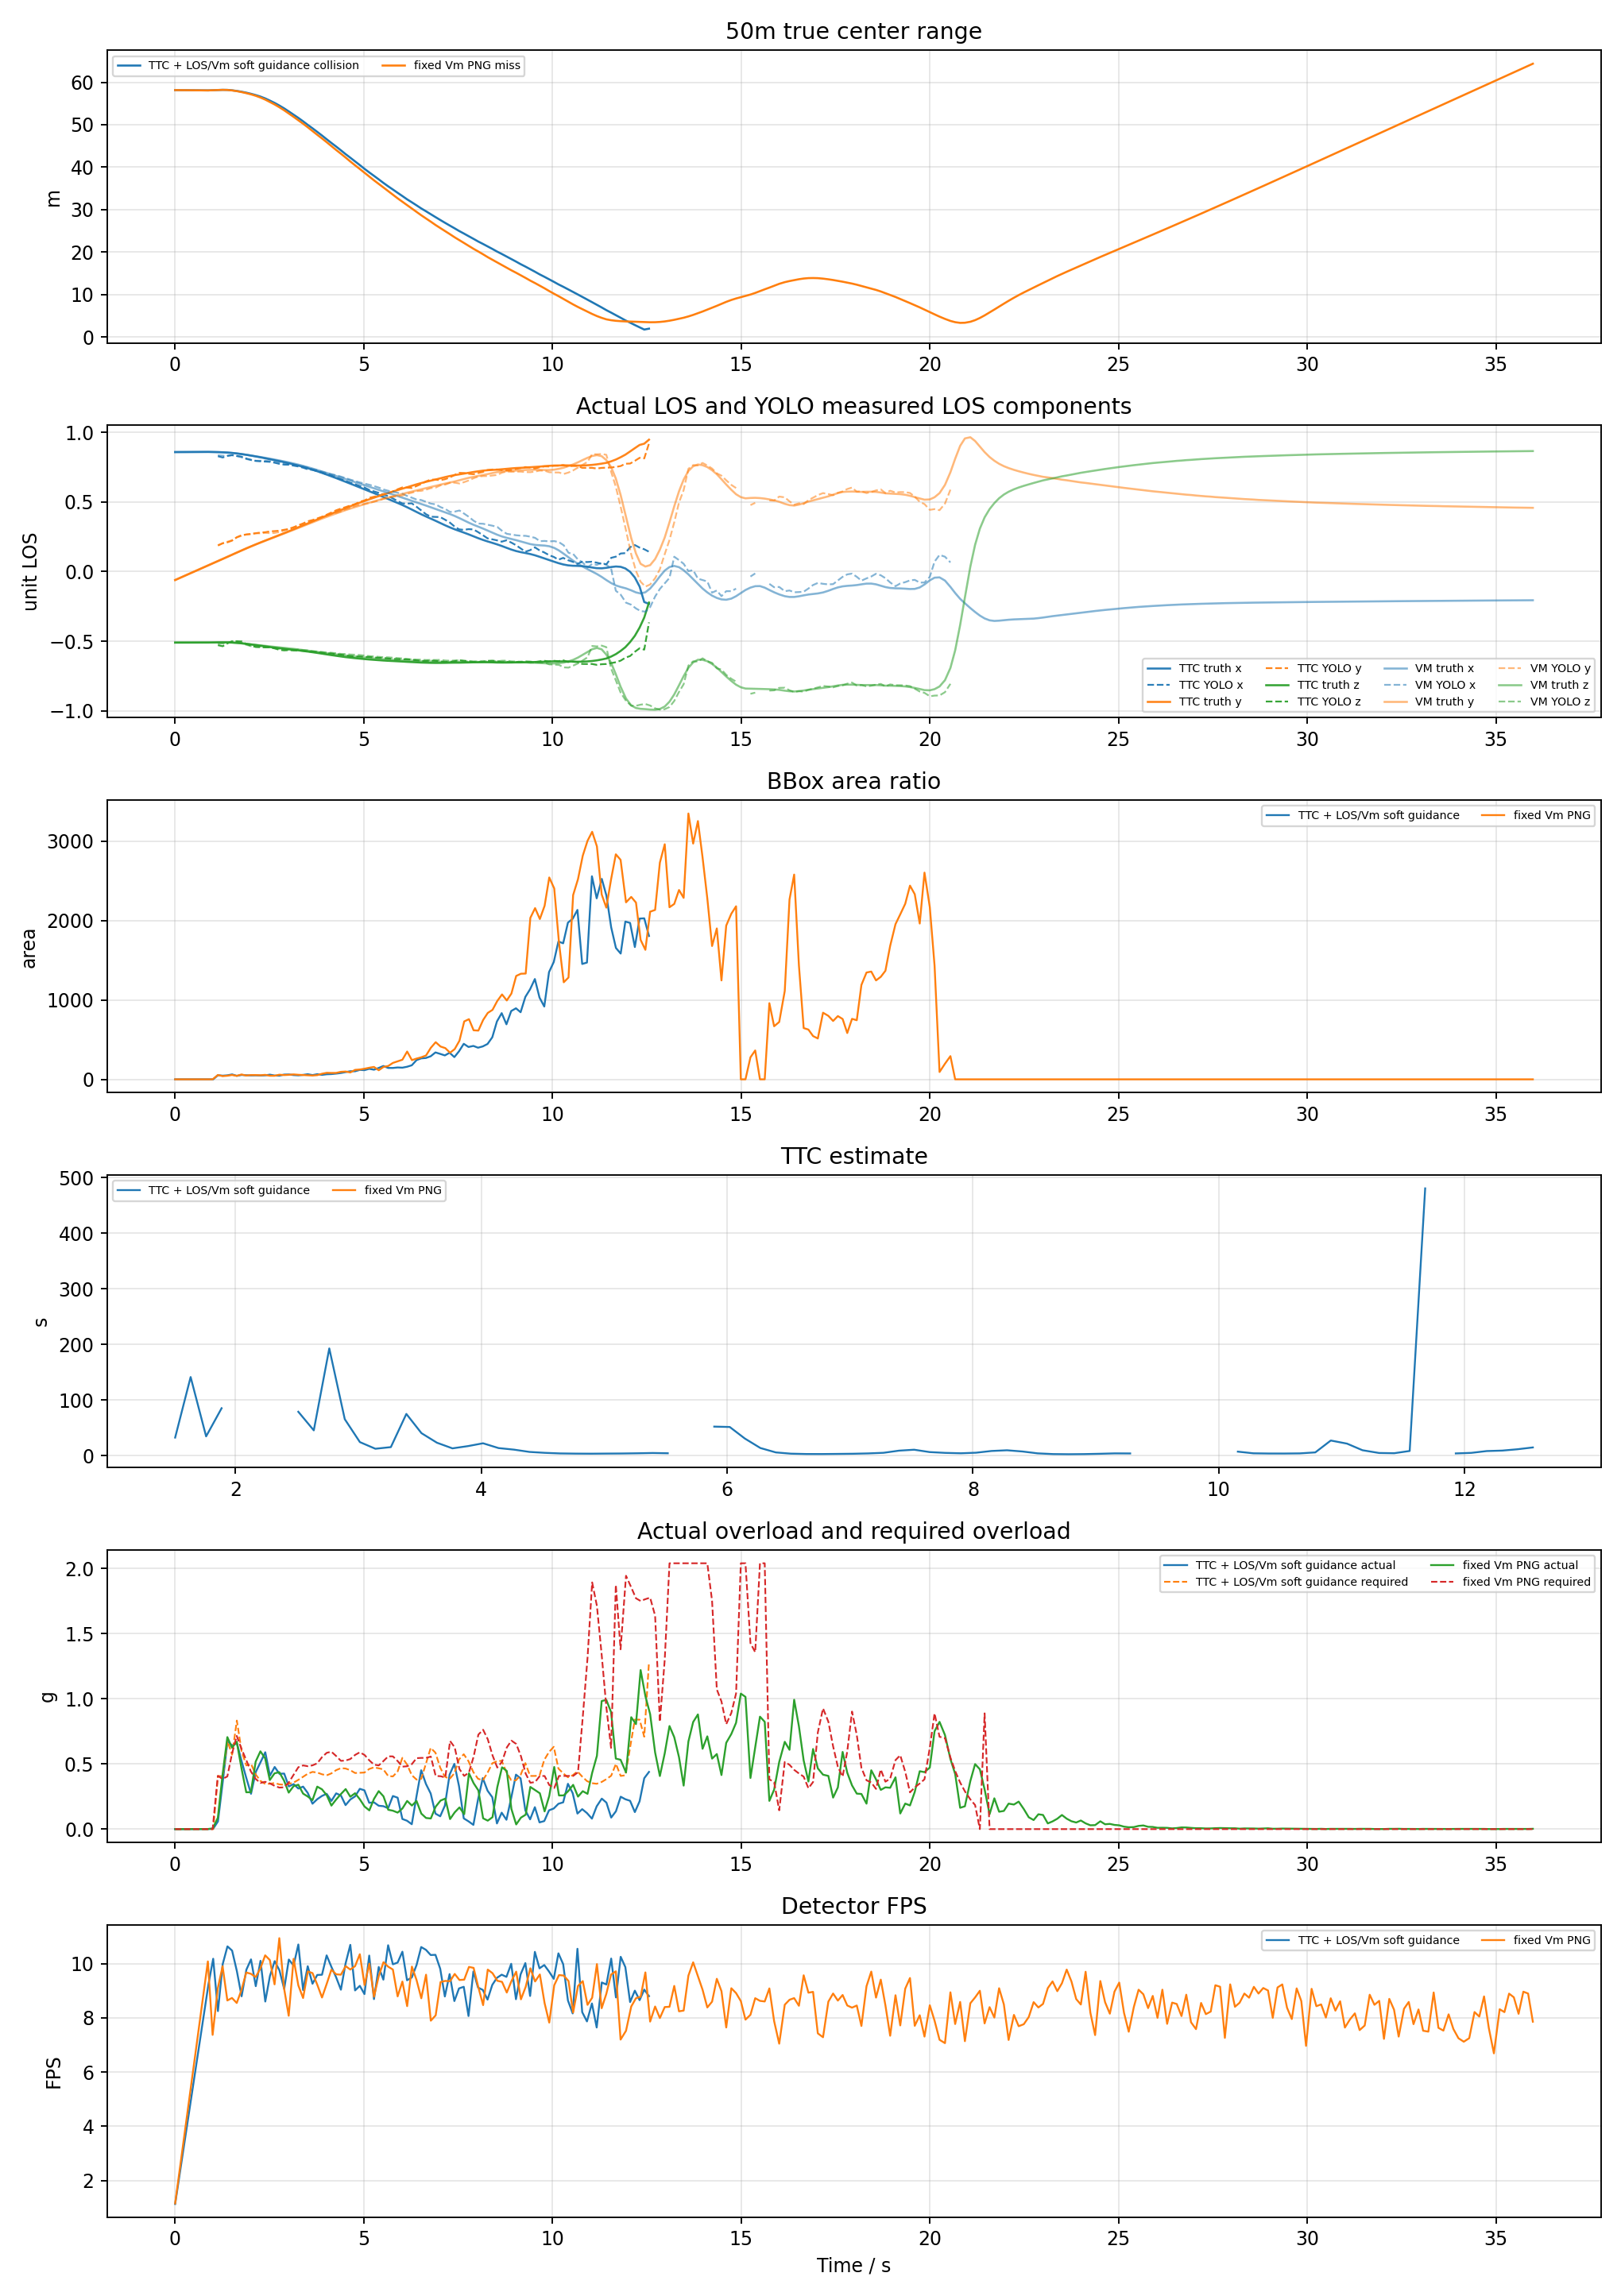 50m true center range
TTC + LOS/Vm soft guidance collision fixed Vm PNG miss
m
60
50
40
30
20
10
0
0 5 10 15 20 25 30 35
Actual LOS and YOLO measured LOS components
unit LOS
1.0
0.5
0.0
−0.5
−1.0
TTC truth x TTC YOLO y VM truth x VM YOLO y
TTC YOLO x TTC truth z VM YOLO x VM truth z
TTC truth y TTC YOLO z VM truth y VM YOLO z
0 5 10 15 20 25 30 35
BBox area ratio
TTC + LOS/Vm soft guidance fixed Vm PNG
area
3000
2000
1000
0
0 5 10 15 20 25 30 35
TTC estimate
TTC + LOS/Vm soft guidance fixed Vm PNG
s
500
400
300
200
100
0
2 4 6 8 10 12
Actual overload and required overload
TTC + LOS/Vm soft guidance actual fixed Vm PNG actual
TTC + LOS/Vm soft guidance required fixed Vm PNG required
g
2.0
1.5
1.0
0.5
0.0
0 5 10 15 20 25 30 35
Detector FPS
TTC + LOS/Vm soft guidance fixed Vm PNG
FPS
10
8
6
4
2
0 5 10 15 20 25 30 35
Time / s